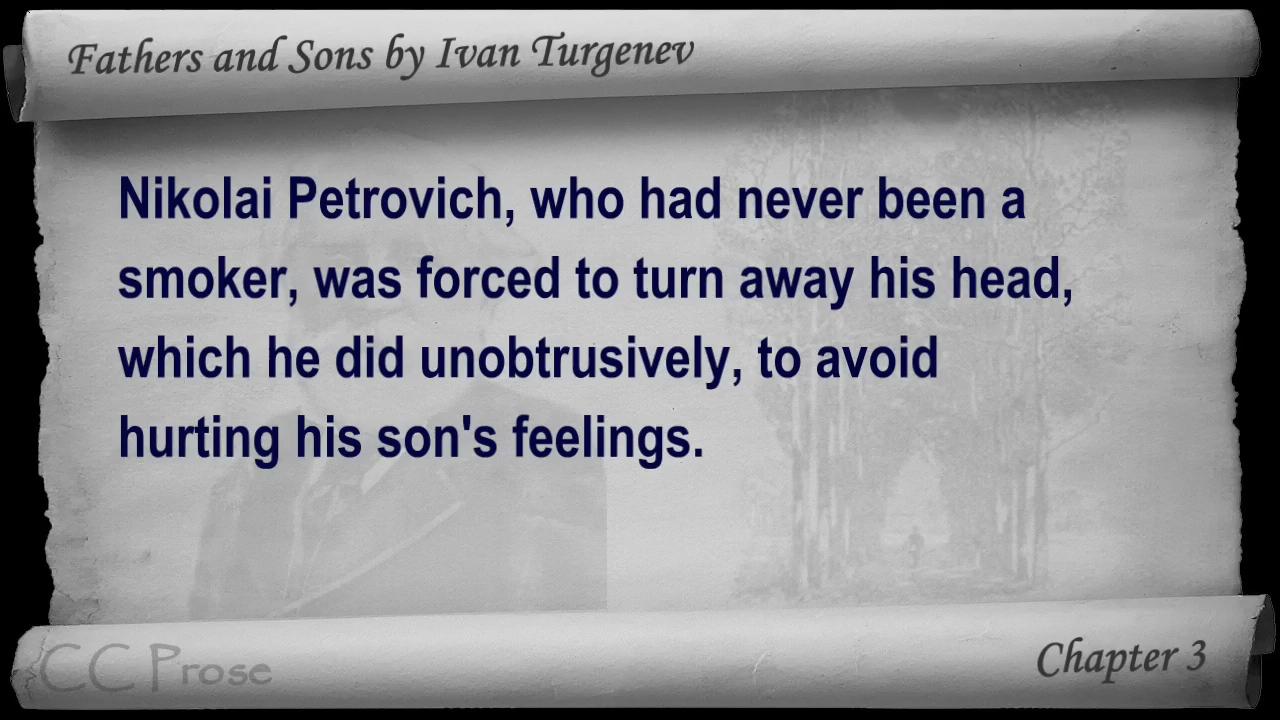 Fathers and Sons by Ivan Turgenev
Nikolai Petrovich, who had never been a
smoker, was forced to turn away his head,
which he did unobtrusively, to avoid
hurting his son's feelings.
CC Prose
Chapter 3